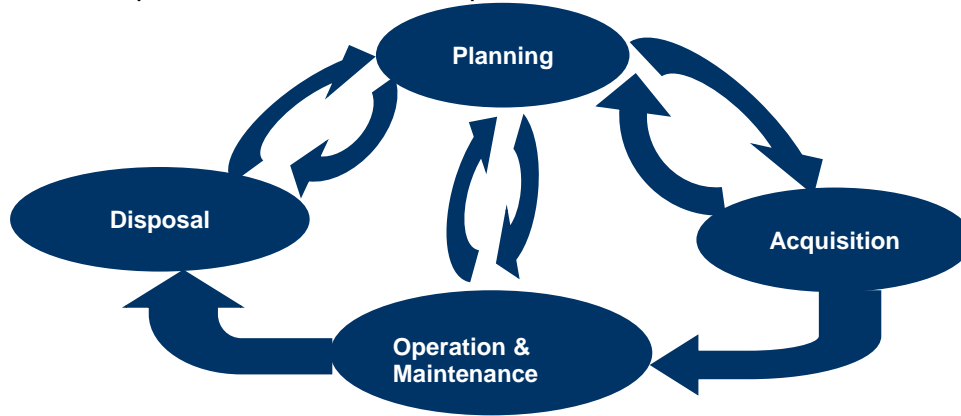 Planning
Disposal
Acquisition
Operation &
Maintenance